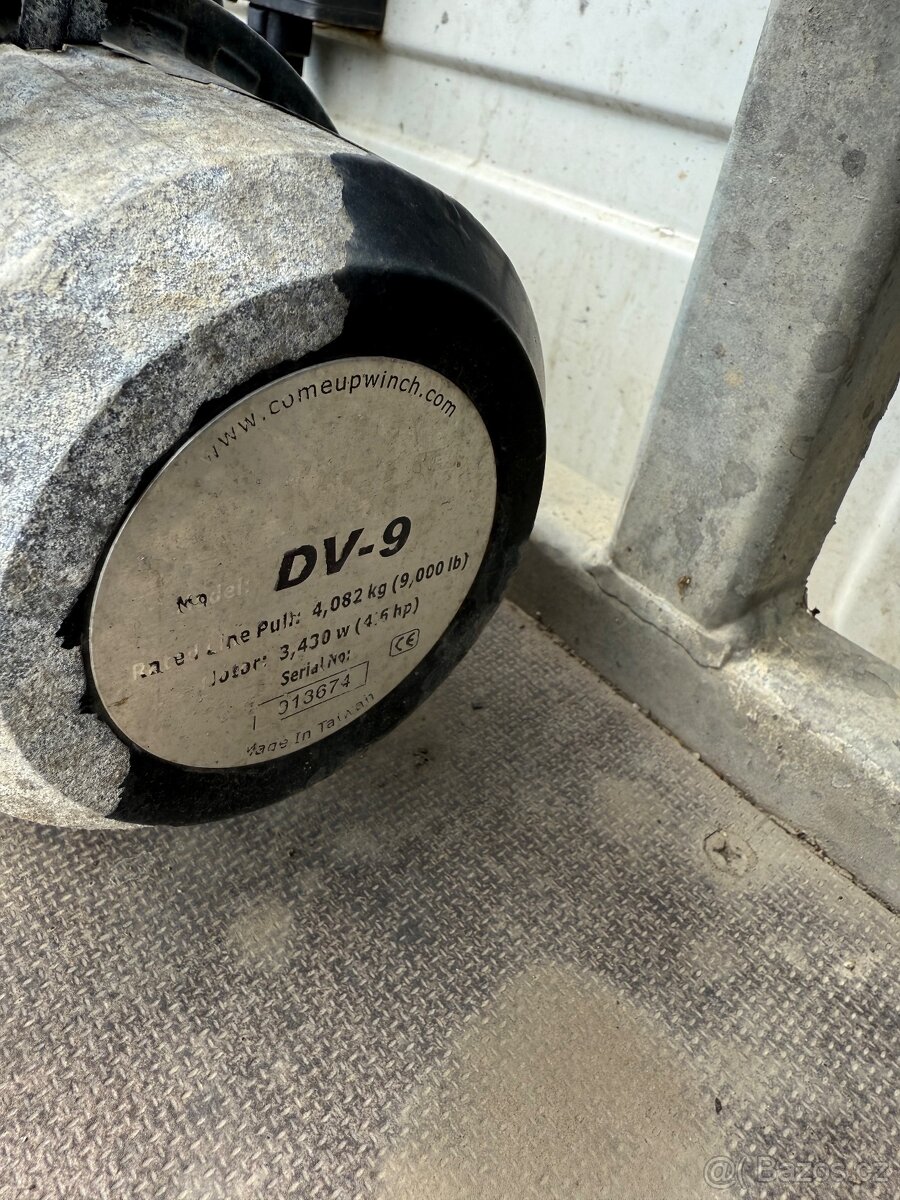 www.comeupwinch.com
Model: DV-9
Rated Line Pull: 4,082 kg (9,000 lb)
Motor: 3,430 w (4.6 hp)
CE
Serial No:
013674
Made In Taiwan
@Bazos.cz